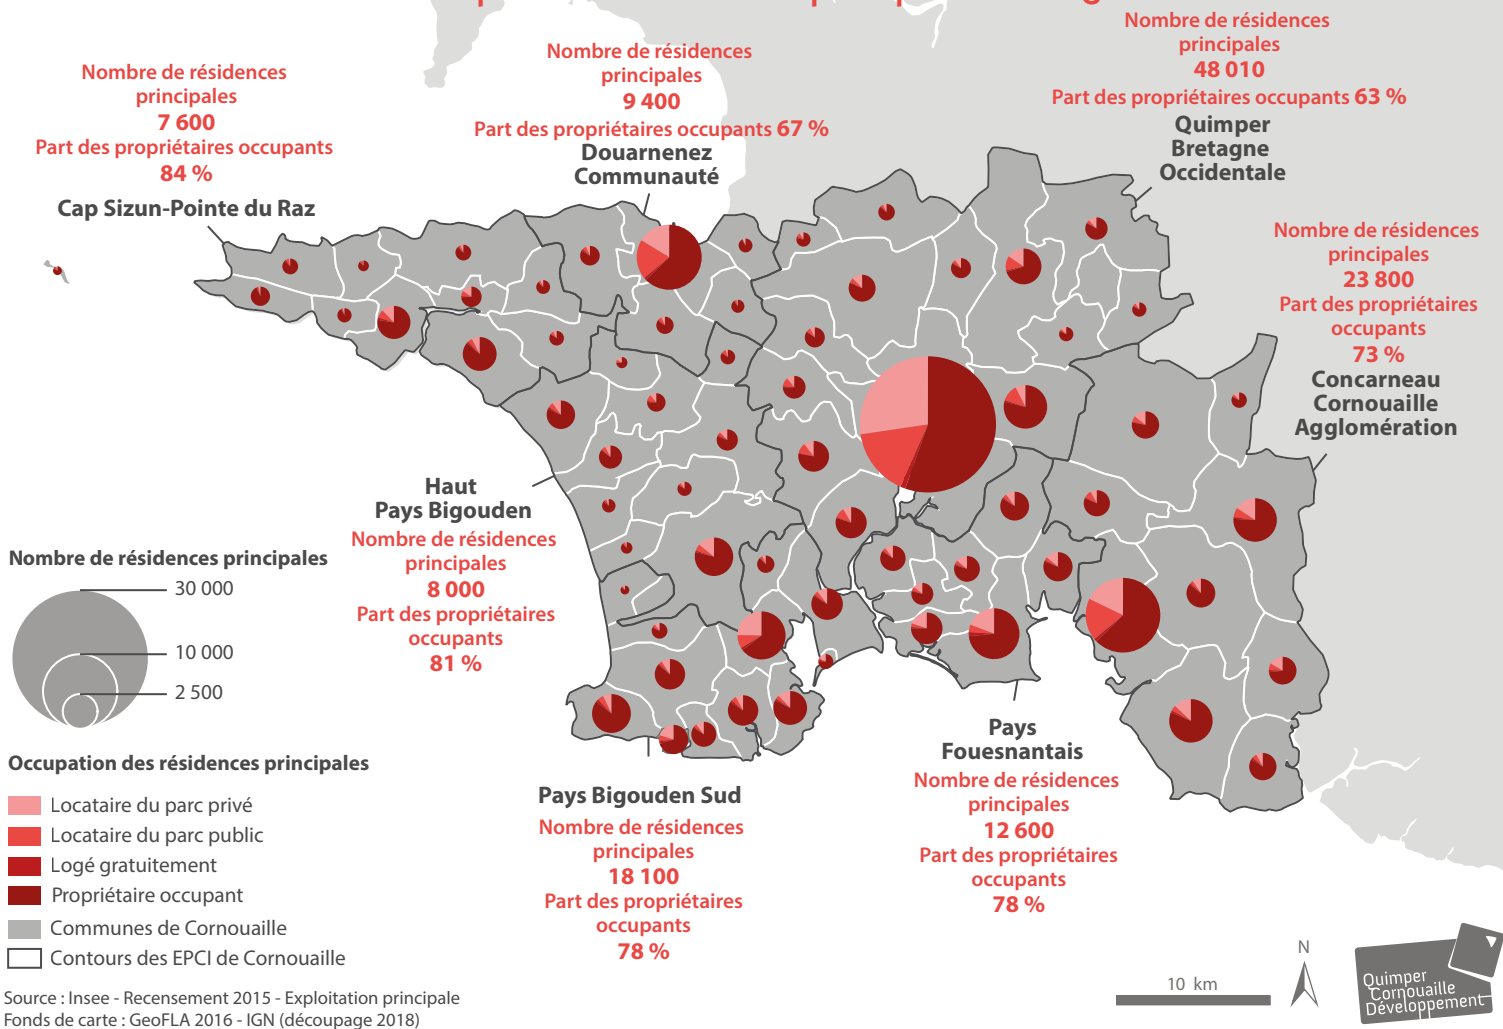 Nombre de résidences
principales
48 010
Part des propriétaires occupants 63 %
Quimper
Bretagne
Occidentale
Nombre de résidences
principales
9 400
Part des propriétaires occupants 67 %
Douarnenez
Communauté
Nombre de résidences
principales
7 600
Part des propriétaires occupants
84 %
Cap Sizun-Pointe du Raz
Nombre de résidences
principales
23 800
Part des propriétaires
occupants
73 %
Concarneau
Cornouaille
Agglomération
Haut
Pays Bigouden
Nombre de résidences
principales
8 000
Part des propriétaires
occupants
81 %
Nombre de résidences principales
30 000
10 000
2 500
Pays
Fouesnantais
Nombre de résidences
principales
12 600
Part des propriétaires
occupants
78 %
Pays Bigouden Sud
Nombre de résidences
principales
18 100
Part des propriétaires
occupants
78 %
Occupation des résidences principales
Locataire du parc privé
Locataire du parc public
Logé gratuitement
Propriétaire occupant
Communes de Cornouaille
Contours des EPCI de Cornouaille
Source : Insee - Recensement 2015 - Exploitation principale
Fonds de carte : GeoFLA 2016 - IGN (découpage 2018)
10 km
N
Quimper
Cornouaille
Développement